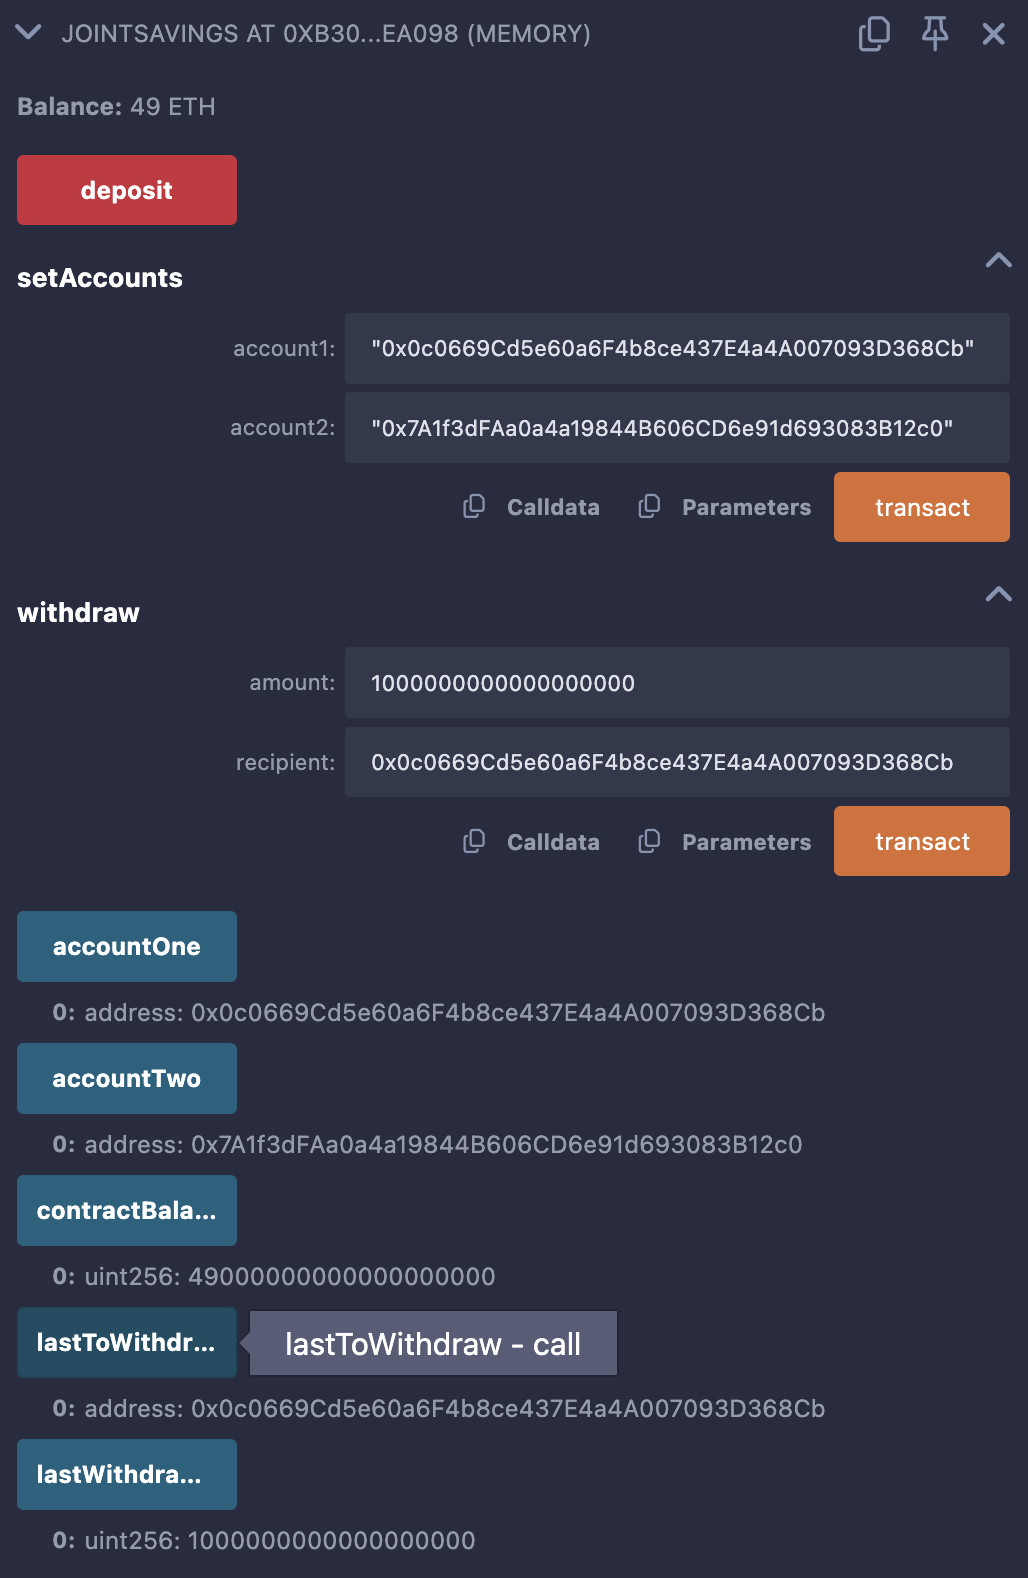 JOINTSAVINGS AT 0XB30...EA098 (MEMORY)
Balance: 49 ETH
deposit
setAccounts
account1: "0x0c0669Cd5e60a6F4b8ce437E4a4A007093D368Cb"
account2: "0x7A1f3dFAa0a4a19844B606CD6e91d693083B12c0"
Calldata Parameters transact
withdraw
amount: 1000000000000000000
recipient: 0x0c0669Cd5e60a6F4b8ce437E4a4A007093D368Cb
Calldata Parameters transact
accountOne
0: address: 0x0c0669Cd5e60a6F4b8ce437E4a4A007093D368Cb
accountTwo
0: address: 0x7A1f3dFAa0a4a19844B606CD6e91d693083B12c0
contractBala...
0: uint256: 49000000000000000000
lastToWithdr... lastToWithdraw - call
0: address: 0x0c0669Cd5e60a6F4b8ce437E4a4A007093D368Cb
lastWithdra...
0: uint256: 1000000000000000000